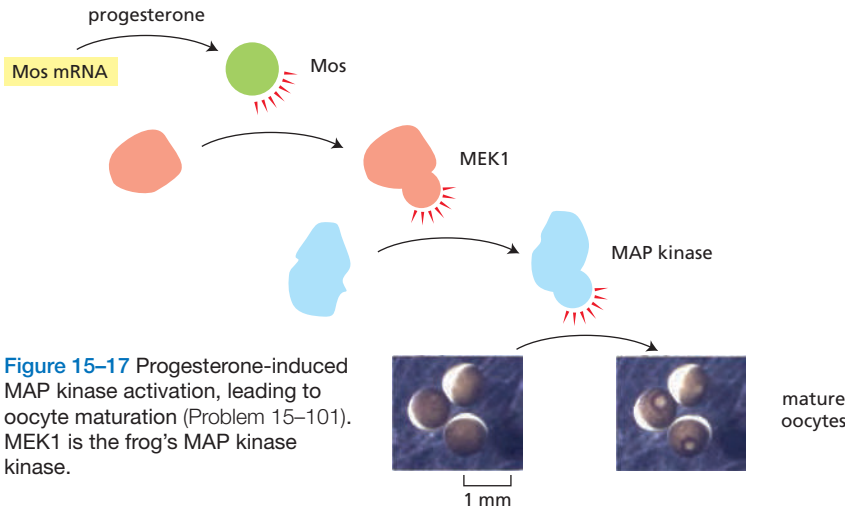 progesterone
Mos mRNA
Mos
MEK1
MAP kinase
Figure 15–17 Progesterone-induced
MAP kinase activation, leading to
oocyte maturation (Problem 15–101).
MEK1 is the frog’s MAP kinase
kinase.
mature
oocytes
1 mm